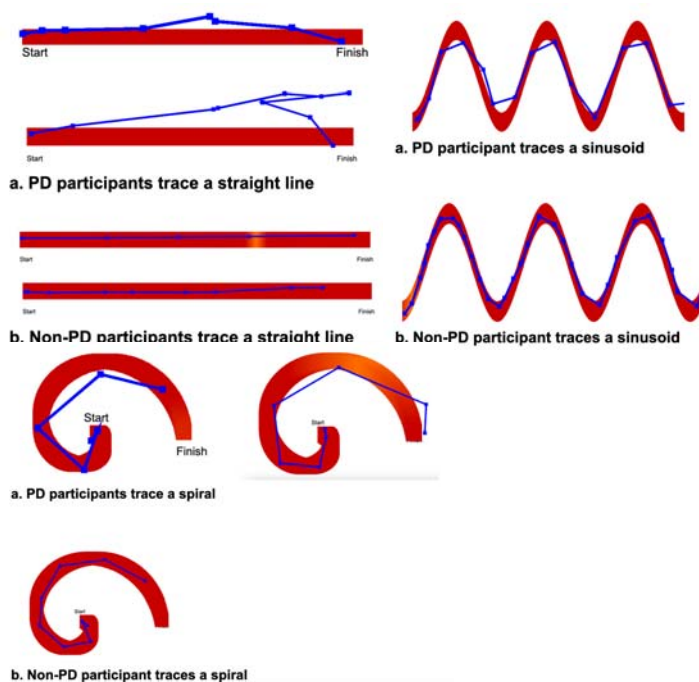 Start Finish
Start Finish
a. PD participants trace a straight line
a. PD participant traces a sinusoid
Start Finish
Start Finish
b. Non-PD participants trace a straight line
b. Non-PD participant traces a sinusoid
Start
Finish
Start
a. PD participants trace a spiral
Start
b. Non-PD participant traces a spiral